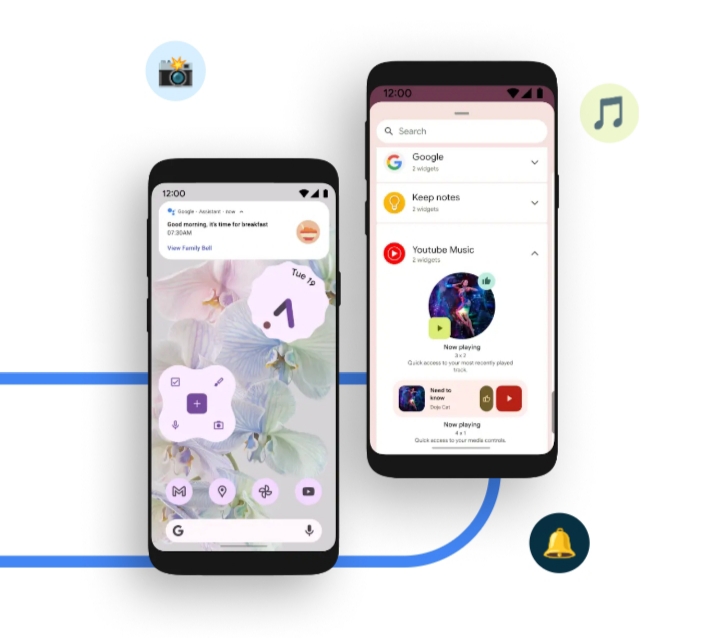 12:00
Google · Assistant · now
Good morning, it's time for breakfast
07:30AM
View Family Bell
Tue 19
12:00
Search
Google
2 widgets
Keep notes
2 widgets
Youtube Music
2 widgets
Now playing
3 x 2
Quick access to your most recently played
track.
Need to
know
Doja Cat
Now playing
4 x 1
Quick access to your media controls.